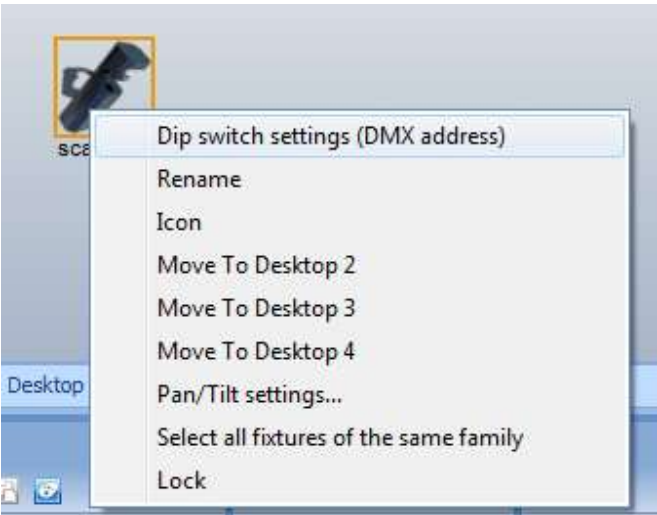 Dip switch settings (DMX address)
Rename
Icon
Move To Desktop 2
Move To Desktop 3
Move To Desktop 4
Pan/Tilt settings...
Select all fixtures of the same family
Lock
Desktop